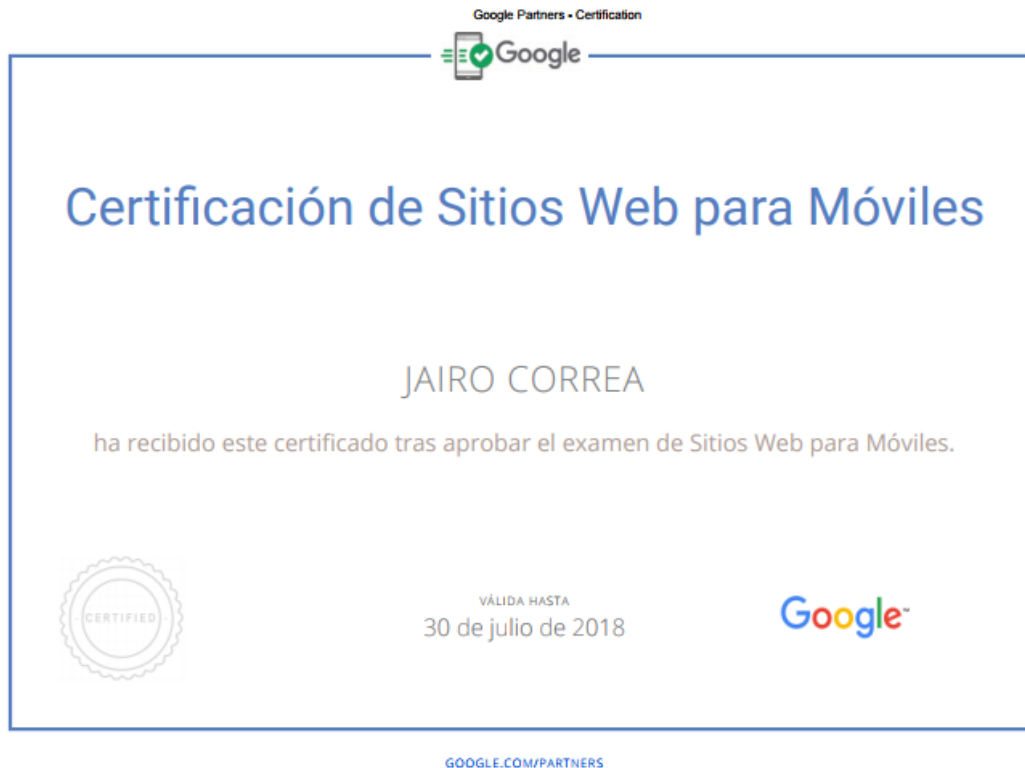 Google Partners - Certification
Google
Certificación de Sitios Web para Móviles
JAIRO CORREA
ha recibido este certificado tras aprobar el examen de Sitios Web para Móviles.
CERTIFIED
VÁLIDA HASTA
30 de julio de 2018
Google™
GOOGLE.COM/PARTNERS